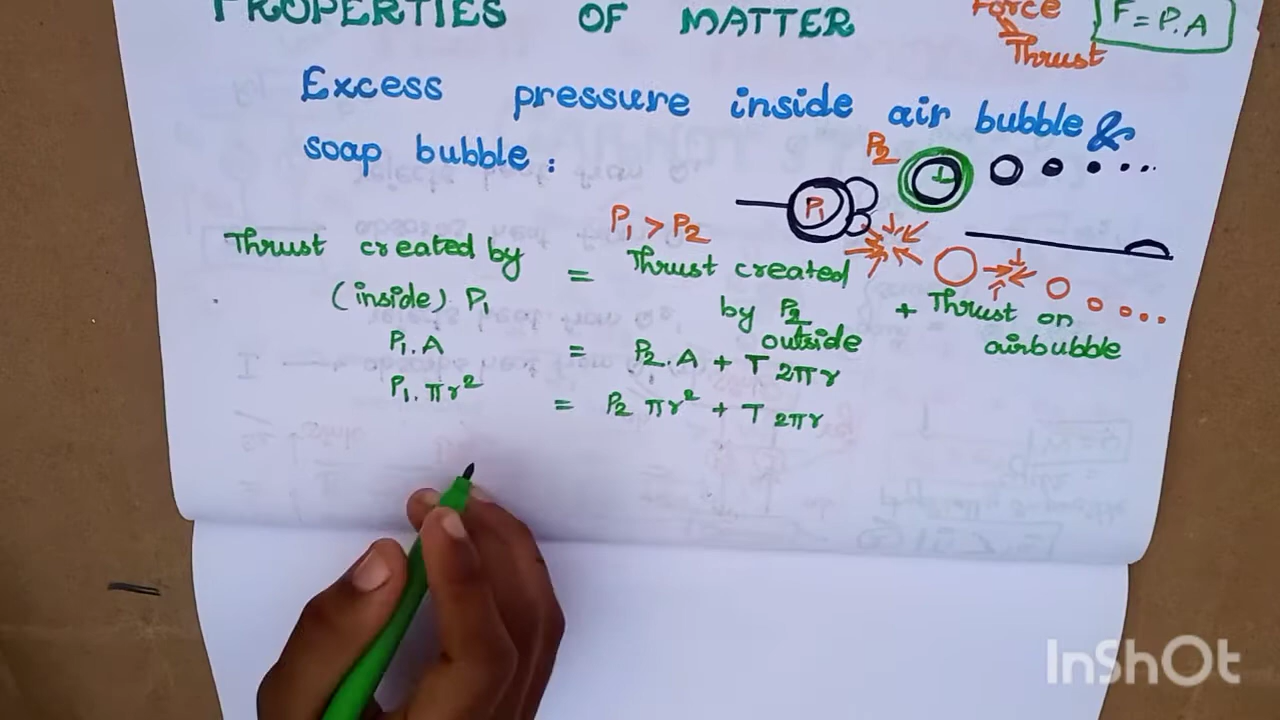 PROPERTIES OF MATTER
Force
Thrust
F = P.A
Excess pressure inside air bubble &
soap bubble :
P₂
P₁
P₁ > P₂
Thrust created by = Thrust created + Thrust on
(inside) P₁ by P₂ airbubble
outside
P₁. A = P₂. A + T 2πr
P₁. πr² = P₂ πr² + T 2πr
InShOt